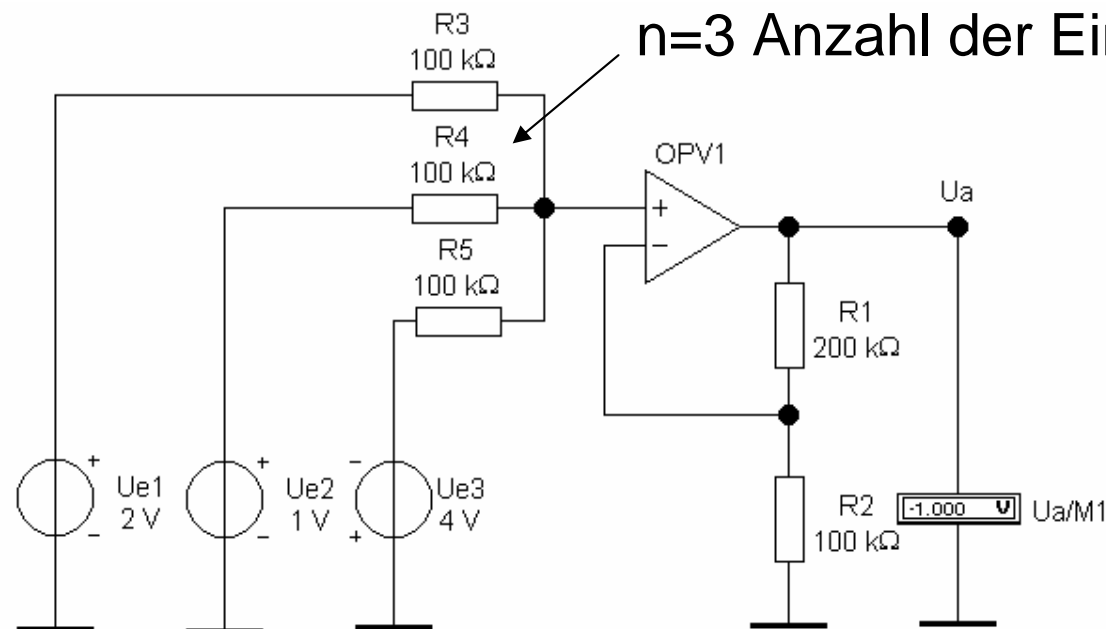 n=3 Anzahl der
R3
100 kΩ
R4
100 kΩ
R5
100 kΩ
OPV1
+
−
Ua
R1
200 kΩ
R2
100 kΩ
+
−
Ue1
2 V
+
−
Ue2
1 V
−
+
Ue3
4 V
-1.000 V
Ua/M1